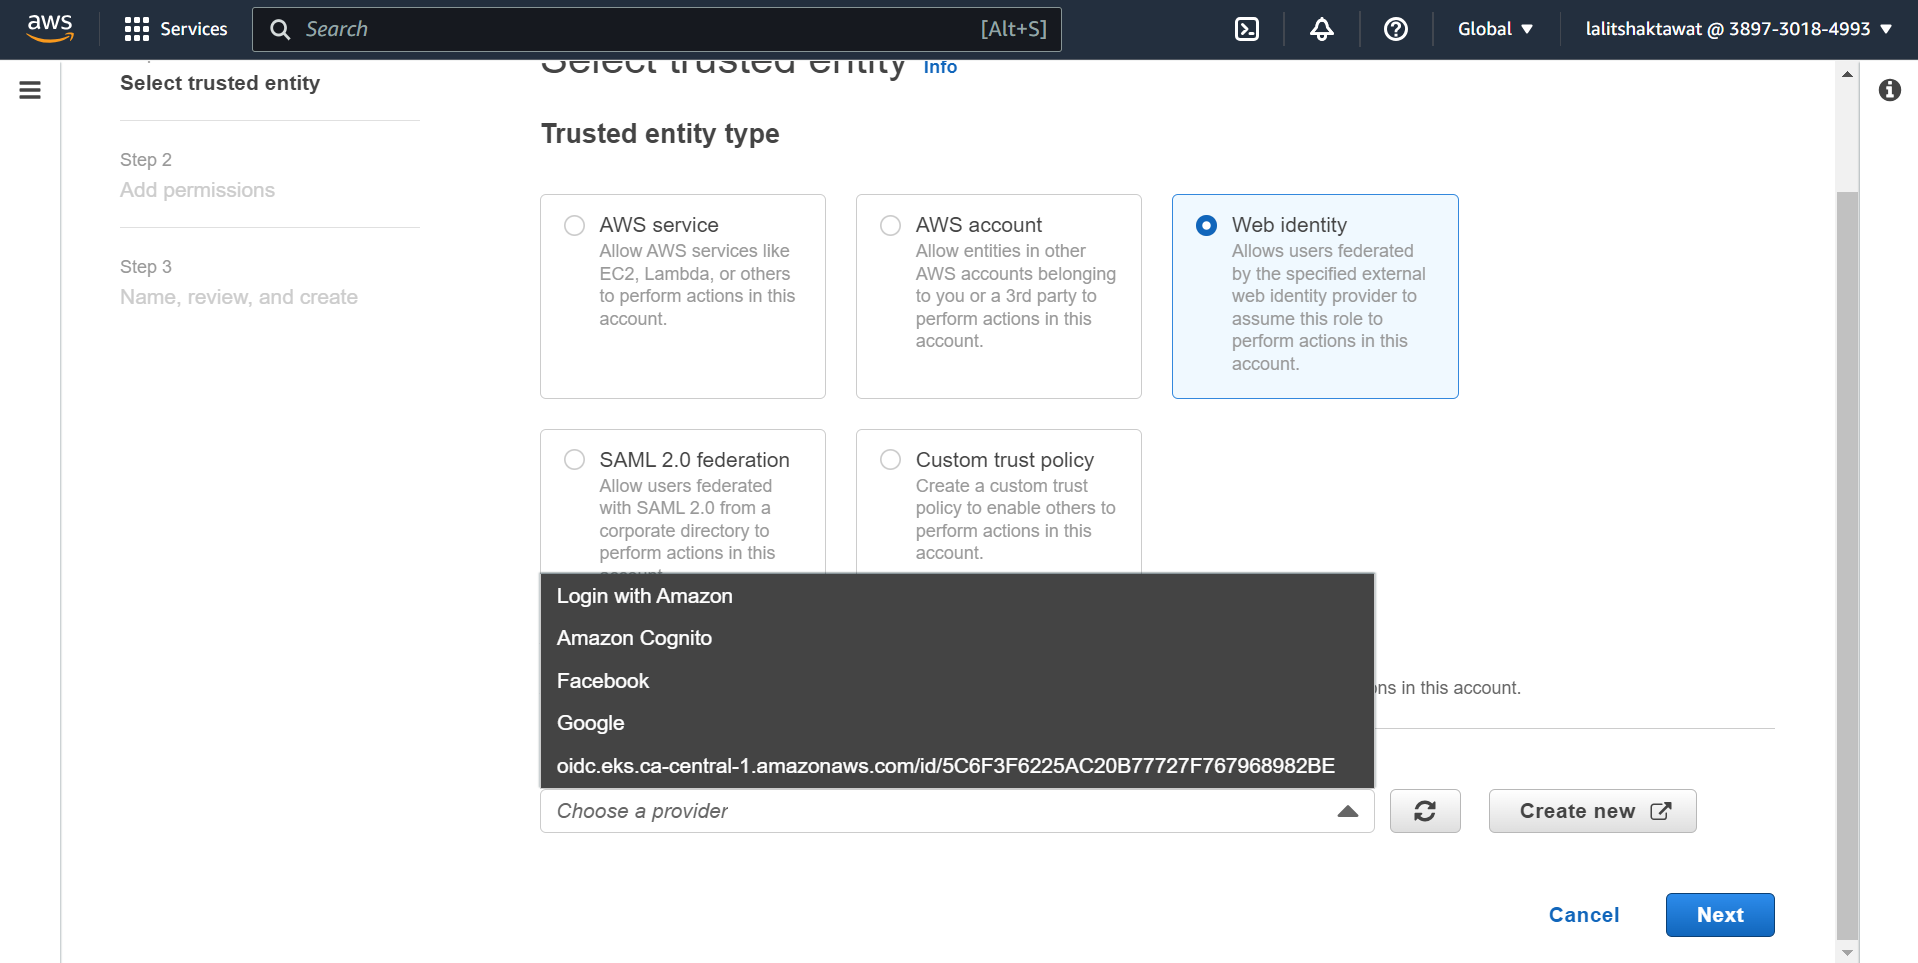 aws
Services
Search
[Alt+S]
Global
lalitshaktawat @ 3897-3018-4993
Select trusted entity
Step 2
Add permissions
Step 3
Name, review, and create
Select trusted entity Info
Trusted entity type
AWS service
Allow AWS services like
EC2, Lambda, or others
to perform actions in this
account.
AWS account
Allow entities in other
AWS accounts belonging
to you or a 3rd party to
perform actions in this
account.
Web identity
Allows users federated
by the specified external
web identity provider to
assume this role to
perform actions in this
account.
SAML 2.0 federation
Allow users federated
with SAML 2.0 from a
corporate directory to
perform actions in this
account.
Custom trust policy
Create a custom trust
policy to enable others to
perform actions in this
account.
Login with Amazon
Amazon Cognito
Facebook
Google
oidc.eks.ca-central-1.amazonaws.com/id/5C6F3F6225AC20B77727F767968982BE
ons in this account.
Choose a provider
Create new
Cancel
Next